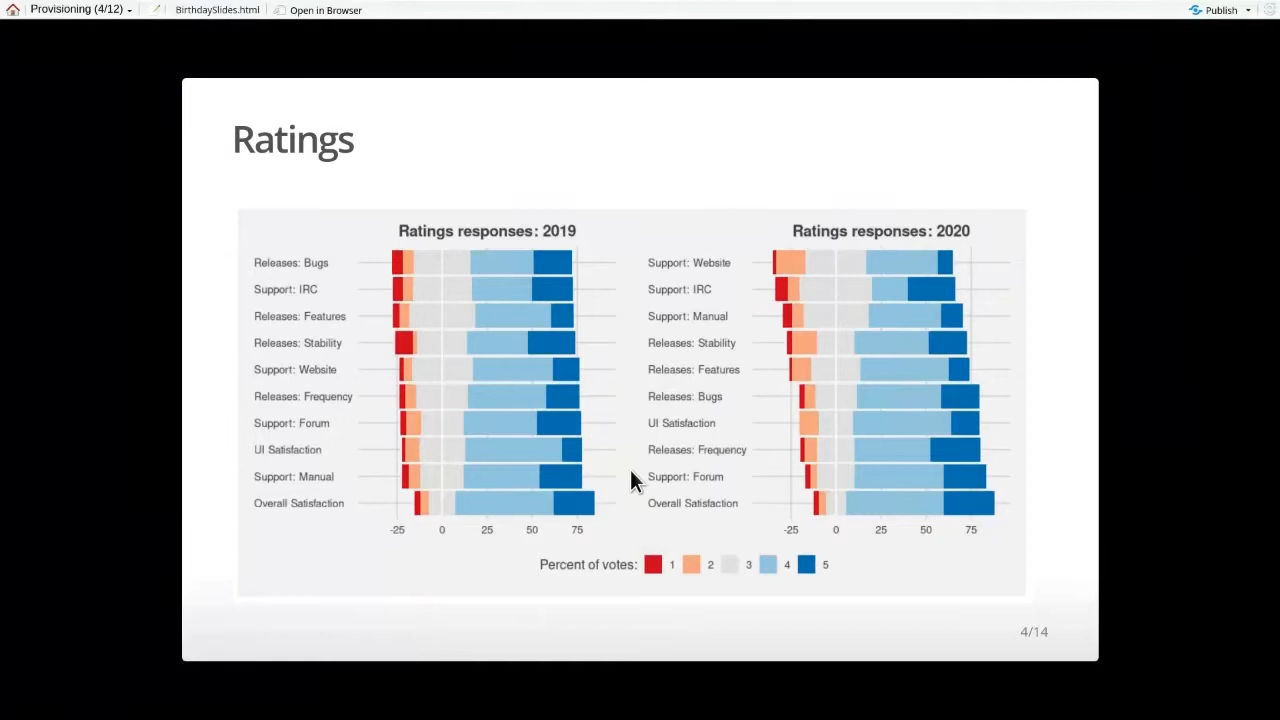 Provisioning (4/12)
BirthdaySlides.html
Open in Browser
Publish
Ratings
Ratings responses: 2019
Releases: Bugs
Support: IRC
Releases: Features
Releases: Stability
Support: Website
Releases: Frequency
Support: Forum
UI Satisfaction
Support: Manual
Overall Satisfaction
-25 0 25 50 75
Ratings responses: 2020
Support: Website
Support: IRC
Support: Manual
Releases: Stability
Releases: Features
Releases: Bugs
UI Satisfaction
Releases: Frequency
Support: Forum
Overall Satisfaction
-25 0 25 50 75
Percent of votes: 1 2 3 4 5
4/14